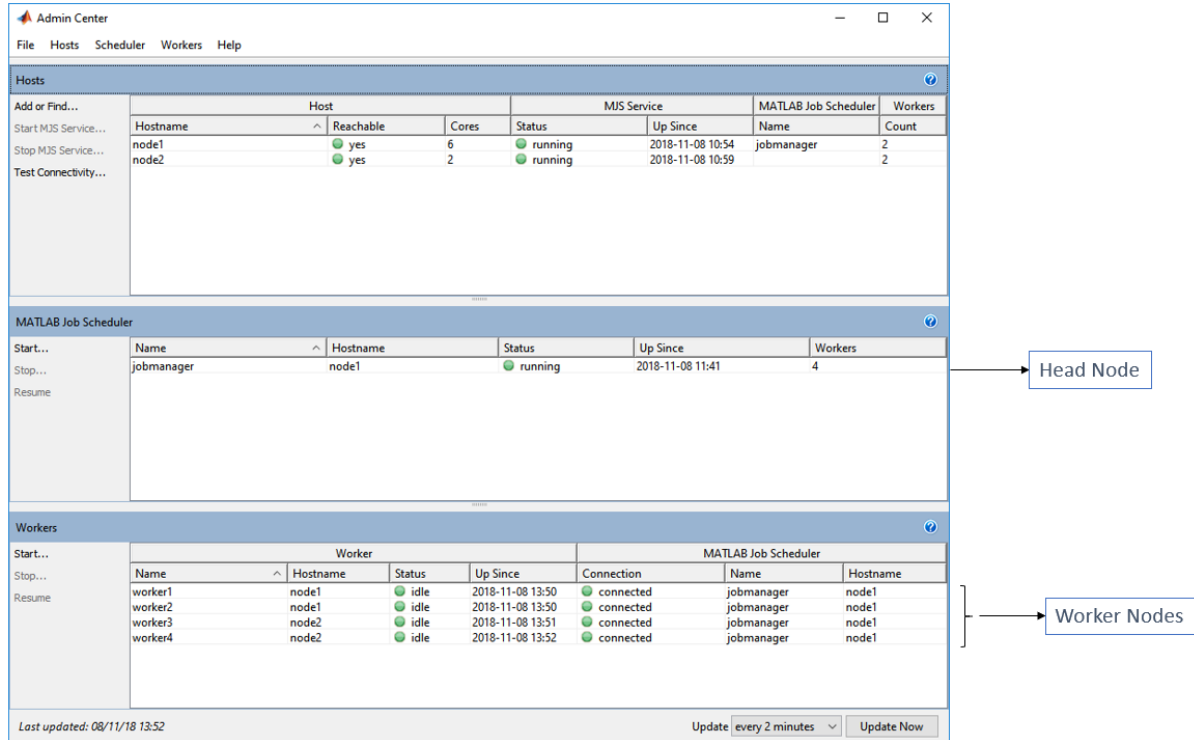 Admin Center
File Hosts Scheduler Workers Help
Hosts
Add or Find...
Start MJS Service...
Stop MJS Service...
Test Connectivity...
Host MJS Service MATLAB Job Scheduler Workers
Hostname Reachable Cores Status Up Since Name Count
node1 yes 6 running 2018-11-08 10:54 jobmanager 2
node2 yes 2 running 2018-11-08 10:59 2
MATLAB Job Scheduler
Start...
Stop...
Resume
Name Hostname Status Up Since Workers
jobmanager node1 running 2018-11-08 11:41 4
Head Node
Workers
Start...
Stop...
Resume
Worker MATLAB Job Scheduler
Name Hostname Status Up Since Connection Name Hostname
worker1 node1 idle 2018-11-08 13:50 connected jobmanager node1
worker2 node1 idle 2018-11-08 13:50 connected jobmanager node1
worker3 node2 idle 2018-11-08 13:51 connected jobmanager node1
worker4 node2 idle 2018-11-08 13:52 connected jobmanager node1
Worker Nodes
Last updated: 08/11/18 13:52
Update every 2 minutes Update Now